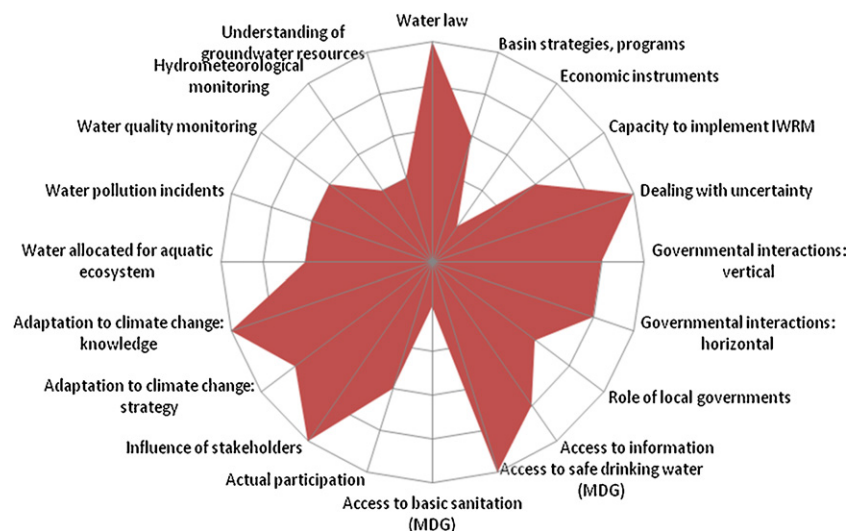 Water law
Basin strategies, programs
Economic instruments
Capacity to implement IWRM
Dealing with uncertainty
Governmental interactions:
vertical
Governmental interactions:
horizontal
Role of local governments
Access to information
Access to safe drinking water
(MDG)
Access to basic sanitation
(MDG)
Actual participation
Influence of stakeholders
Adaptation to climate change:
strategy
Adaptation to climate change:
knowledge
Water allocated for aquatic
ecosystem
Water pollution incidents
Water quality monitoring
Hydrometeorological
monitoring
Understanding of
groundwater resources